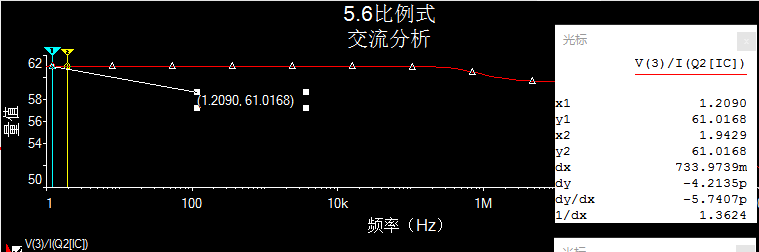 5.6比例式
交流分析
量值
62
58
56
54
50
1
2
(1.2090, 61.0168)
1
100
10k
1M
频率（Hz）
V(3)/I(Q2[IC])
光标
V(3)/I(Q2[IC])
x1 1.2090
y1 61.0168
x2 1.9429
y2 61.0168
dx 733.9739m
dy -4.2135p
dy/dx -5.7407p
1/dx 1.3624
光标